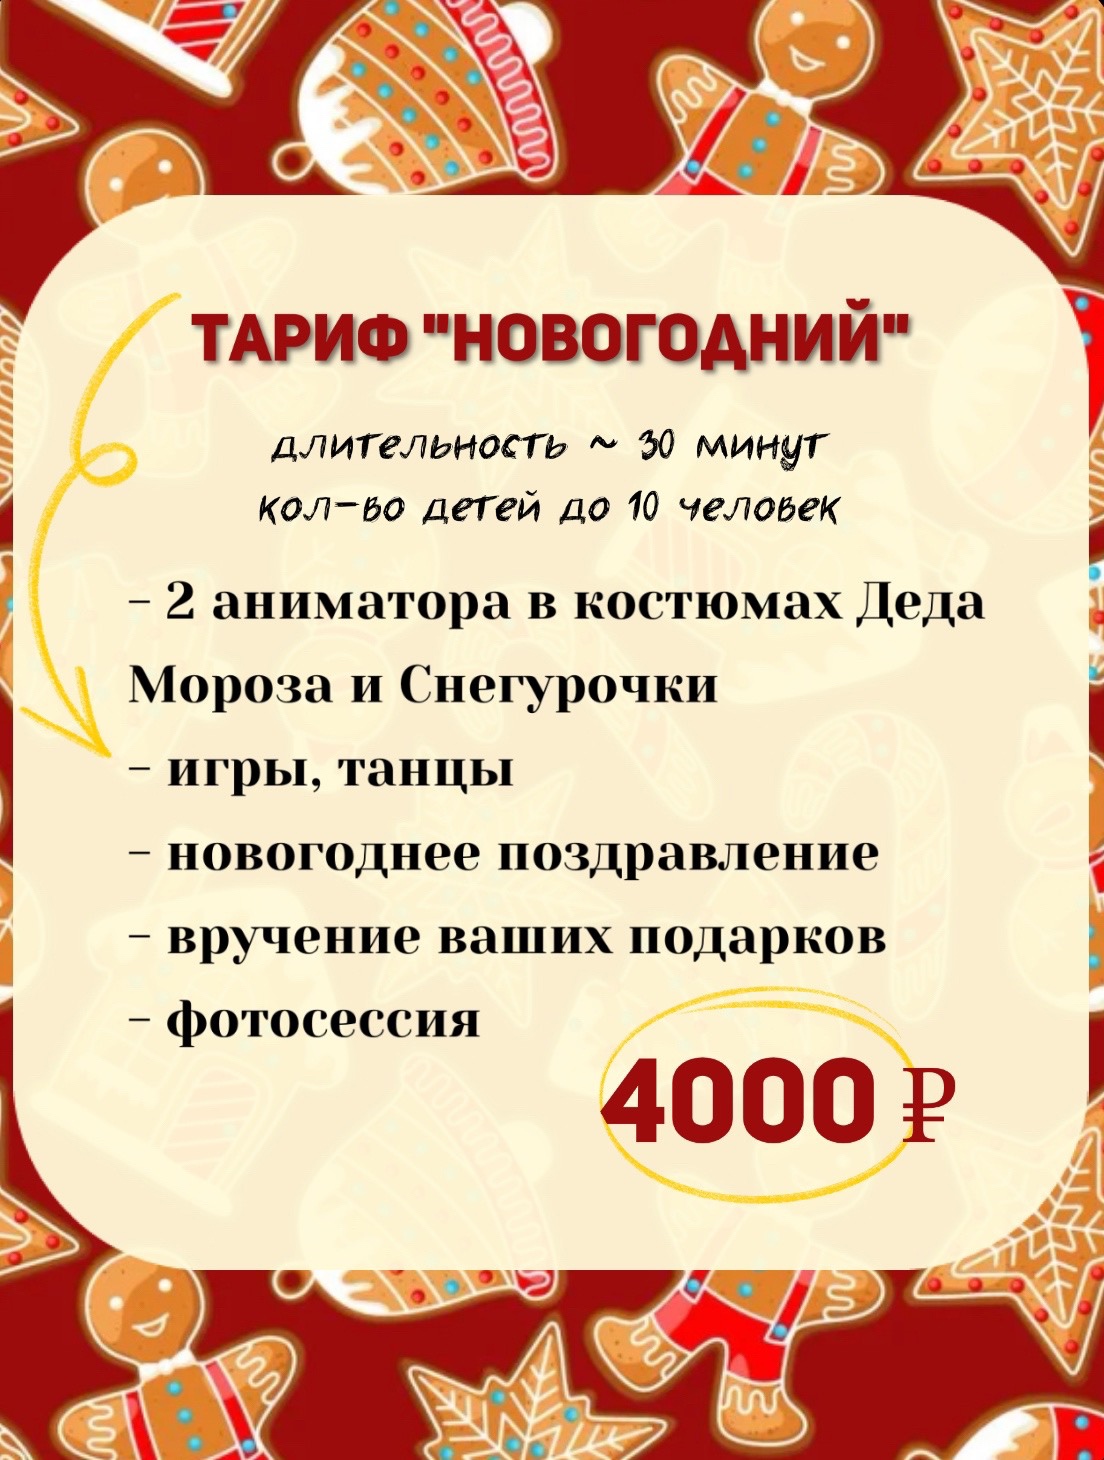 ТАРИФ "НОВОГОДНИЙ"
длительность ~ 30 минут
кол-во детей до 10 человек
- 2 аниматора в костюмах Деда
Мороза и Снегурочки
- игры, танцы
- новогоднее поздравление
- вручение ваших подарков
- фотосессия
4000 ₽